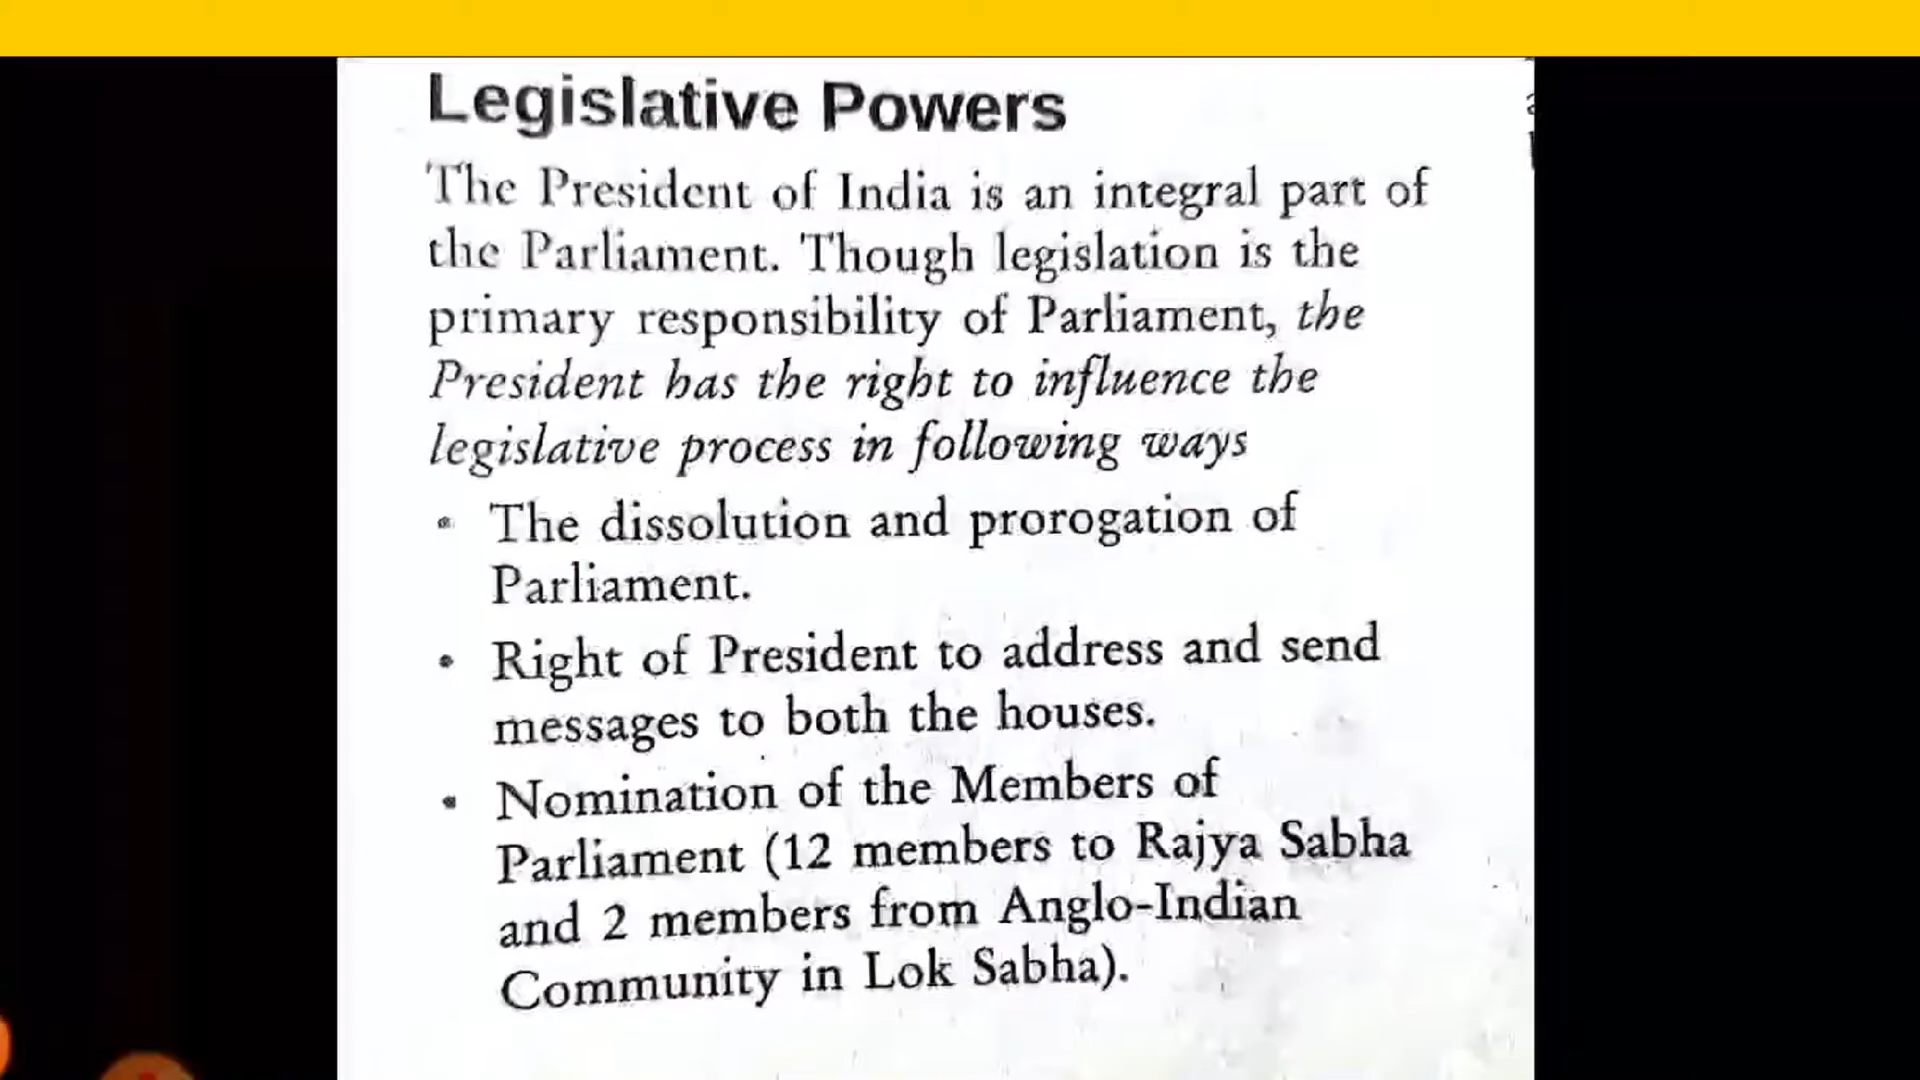 Legislative Powers
The President of India is an integral part of
the Parliament. Though legislation is the
primary responsibility of Parliament, the
President has the right to influence the
legislative process in following ways
• The dissolution and prorogation of
Parliament.
• Right of President to address and send
messages to both the houses.
• Nomination of the Members of
Parliament (12 members to Rajya Sabha
and 2 members from Anglo-Indian
Community in Lok Sabha).